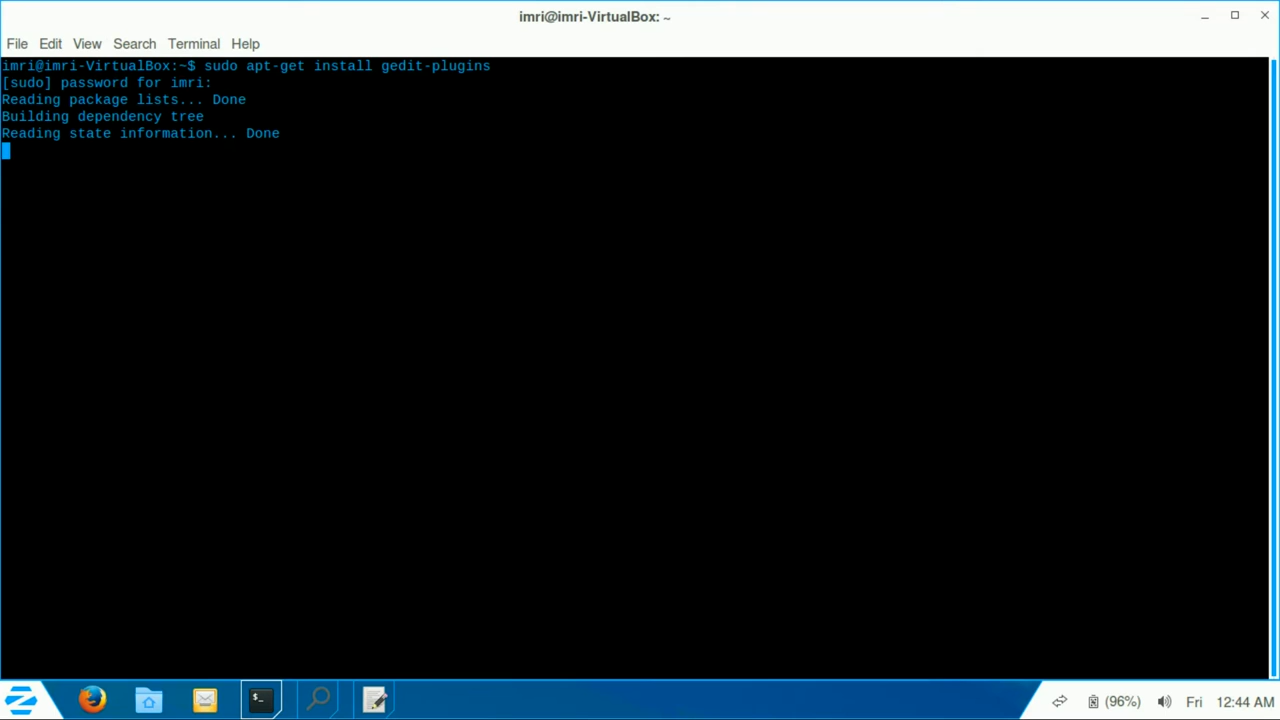 imri@imri-VirtualBox: ~
File Edit View Search Terminal Help
imri@imri-VirtualBox:~$ sudo apt-get install gedit-plugins
[sudo] password for imri:
Reading package lists... Done
Building dependency tree
Reading state information... Done
$_
(96%) Fri 12:44 AM